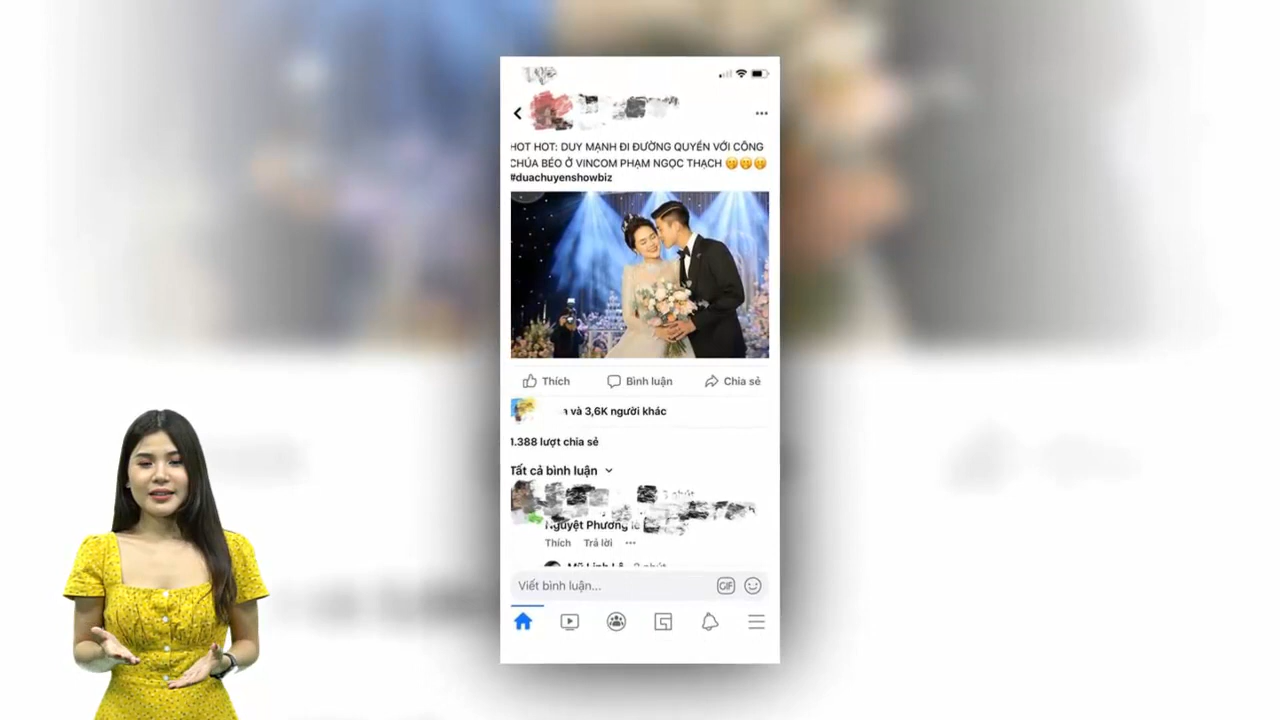 HOT HOT: DUY MẠNH ĐI ĐƯỜNG QUYỀN VỚI CÔNG
CHÚA BÉO Ở VINCOM PHẠM NGỌC THẠCH 🤭🤭🤭
#duachuyenshowbiz
Thích Bình luận Chia sẻ
và 3,6K người khác
1.388 lượt chia sẻ
Tất cả bình luận
Nguyệt Phương
Thích Trả lời ...
Viết bình luận...
GIF